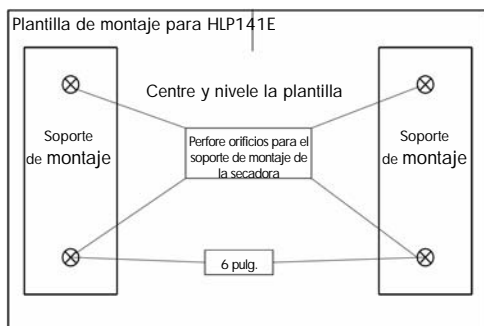 Plantilla de montaje para HLP141E
Centre y nivele la plantilla
Soporte
de montaje
Perfore orificios para el
soporte de montaje de
la secadora
Soporte
de montaje
6 pulg.